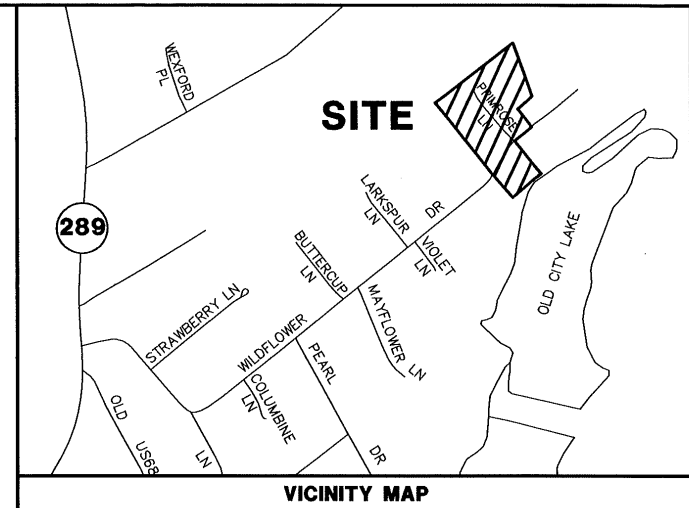 WEXFORD
PL
SITE
PRIMROSE
LN
289
LARKSPUR
LN
DR
VIOLET
LN
BUTTERCUP
LN
OLD CITY LAKE
STRAWBERRY LN
WILDFLOWER
MAYFLOWER LN
PEARL
DR
COLUMBINE
LN
OLD
US68
LN
VICINITY MAP